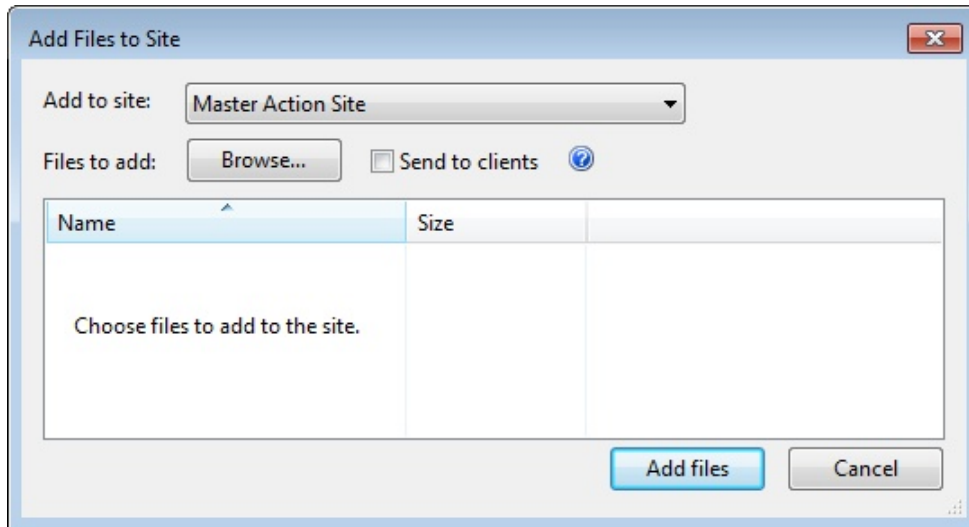 Add Files to Site
Add to site: Master Action Site
Files to add: Browse... Send to clients ?
Name Size
Choose files to add to the site.
Add files Cancel